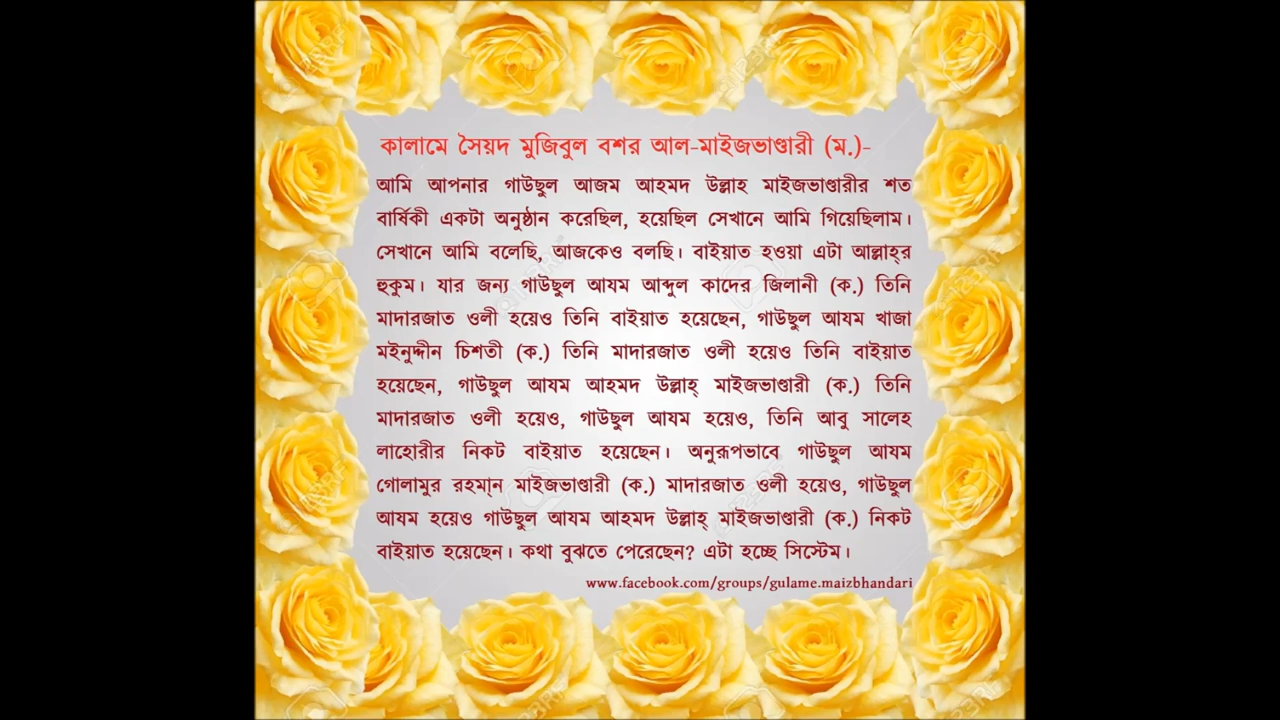 কালামে সৈয়দ মুজিবুল বশর আল-মাইজভাণ্ডারী (ম.)-
আমি আপনার গাউছুল আজম আহমদ উল্লাহ মাইজভাণ্ডারীর শত
বার্ষিকী একটা অনুষ্ঠান করেছিল, হয়েছিল সেখানে আমি গিয়েছিলাম।
সেখানে আমি বলেছি, আজকেও বলছি। বাইয়াত হওয়া এটা আল্লাহ্‌র
হুকুম। যার জন্য গাউছুল আযম আব্দুল কাদের জিলানী (ক.) তিনি
মাদারজাত ওলী হয়েও তিনি বাইয়াত হয়েছেন, গাউছুল আযম খাজা
মইনুদ্দীন চিশতী (ক.) তিনি মাদারজাত ওলী হয়েও তিনি বাইয়াত
হয়েছেন, গাউছুল আযম আহমদ উল্লাহ্ মাইজভাণ্ডারী (ক.) তিনি
মাদারজাত ওলী হয়েও, গাউছুল আযম হয়েও, তিনি আবু সালেহ
লাহোরীর নিকট বাইয়াত হয়েছেন। অনুরূপভাবে গাউছুল আযম
গোলামুর রহমা্ন মাইজভাণ্ডারী (ক.) মাদারজাত ওলী হয়েও, গাউছুল
আযম হয়েও গাউছুল আযম আহমদ উল্লাহ্ মাইজভাণ্ডারী (ক.) নিকট
বাইয়াত হয়েছেন। কথা বুঝতে পেরেছেন? এটা হচ্ছে সিস্টেম।
www.facebook.com/groups/gulame.maizbhandari